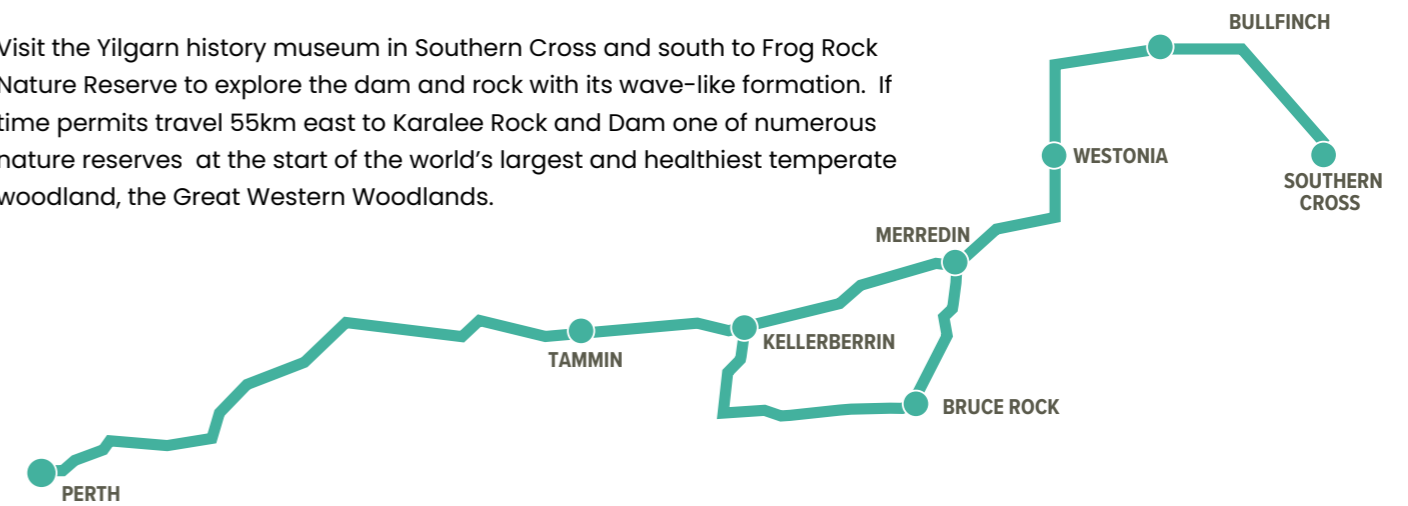 Visit the Yilgarn history museum in Southern Cross and south to Frog Rock
Nature Reserve to explore the dam and rock with its wave-like formation.  If
time permits travel 55km east to Karalee Rock and Dam one of numerous
nature reserves  at the start of the world's largest and healthiest temperate
woodland, the Great Western Woodlands.
BULLFINCH
WESTONIA
SOUTHERN
CROSS
MERREDIN
KELLERBERRIN
TAMMIN
BRUCE ROCK
PERTH